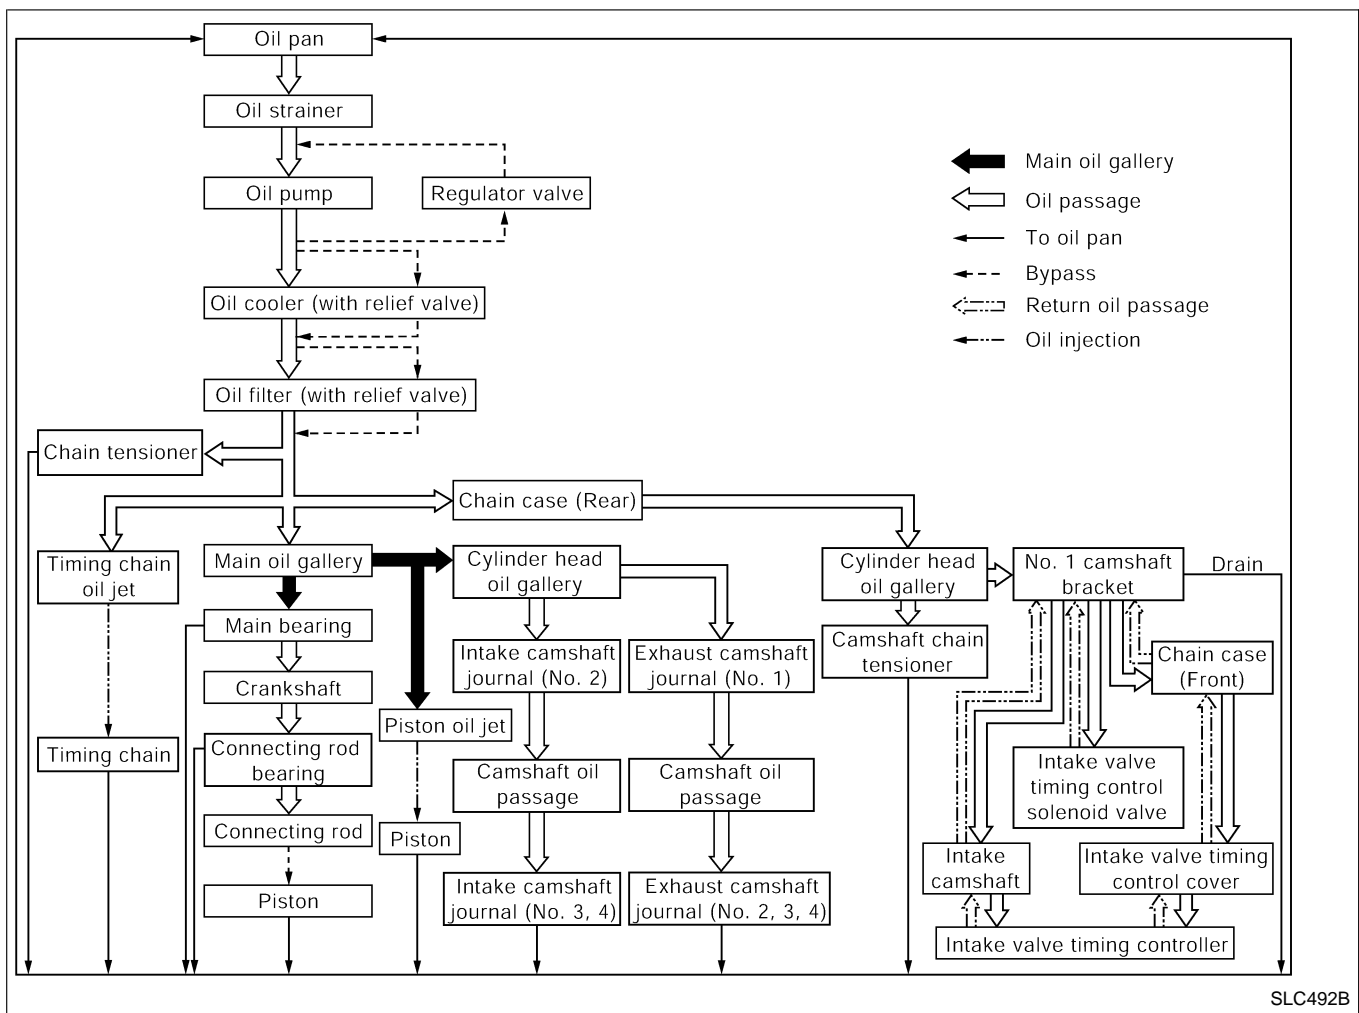 Oil pan
Oil strainer
Oil pump
Regulator valve
Oil cooler (with relief valve)
Oil filter (with relief valve)
Main oil gallery
Oil passage
To oil pan
Bypass
Return oil passage
Oil injection
Chain tensioner
Chain case (Rear)
Timing chain
oil jet
Main oil gallery
Cylinder head
oil gallery
Cylinder head
oil gallery
No. 1 camshaft
bracket
Drain
Main bearing
Intake camshaft
journal (No. 2)
Exhaust camshaft
journal (No. 1)
Camshaft chain
tensioner
Chain case
(Front)
Crankshaft
Piston oil jet
Timing chain
Connecting rod
bearing
Camshaft oil
passage
Camshaft oil
passage
Intake valve
timing control
solenoid valve
Connecting rod
Piston
Intake
camshaft
Intake valve timing
control cover
Piston
Intake camshaft
journal (No. 3, 4)
Exhaust camshaft
journal (No. 2, 3, 4)
Intake valve timing controller
SLC492B